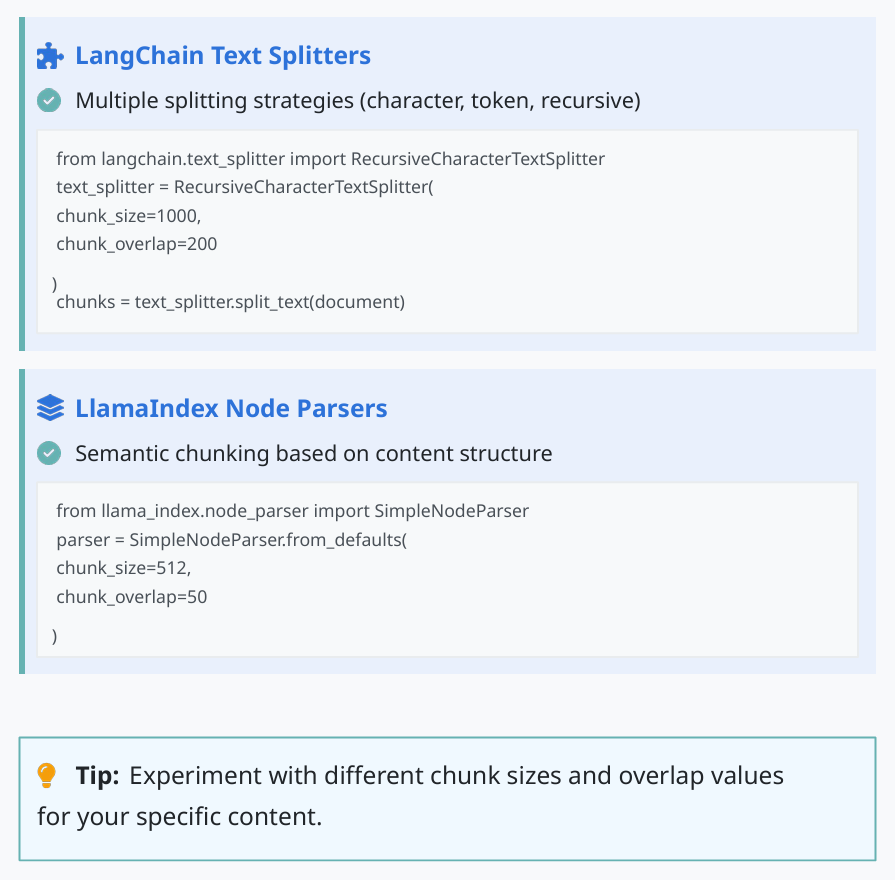 LangChain Text Splitters
Multiple splitting strategies (character, token, recursive)
from langchain.text_splitter import RecursiveCharacterTextSplitter
text_splitter = RecursiveCharacterTextSplitter(
chunk_size=1000,
chunk_overlap=200
)
chunks = text_splitter.split_text(document)
LlamaIndex Node Parsers
Semantic chunking based on content structure
from llama_index.node_parser import SimpleNodeParser
parser = SimpleNodeParser.from_defaults(
chunk_size=512,
chunk_overlap=50
)
Tip: Experiment with different chunk sizes and overlap values
for your specific content.